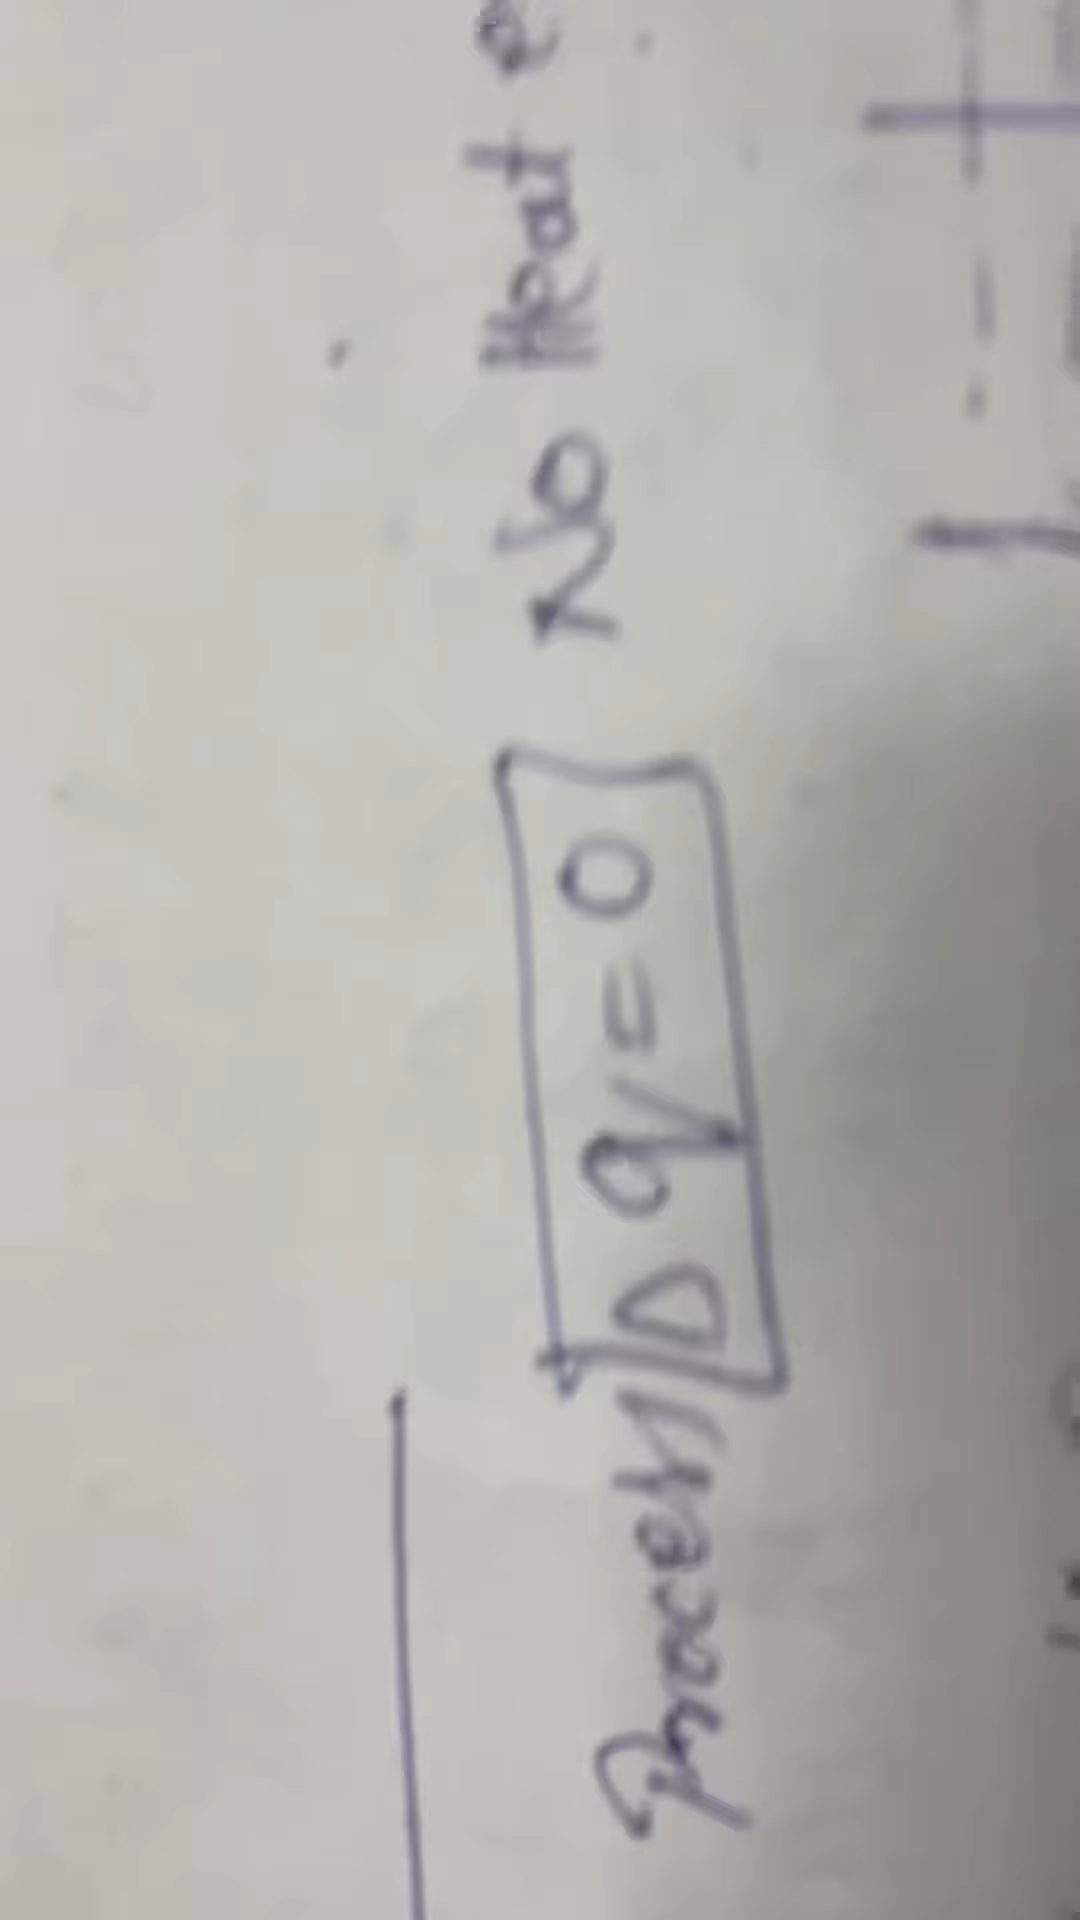 Process Δq = 0 No Heat e